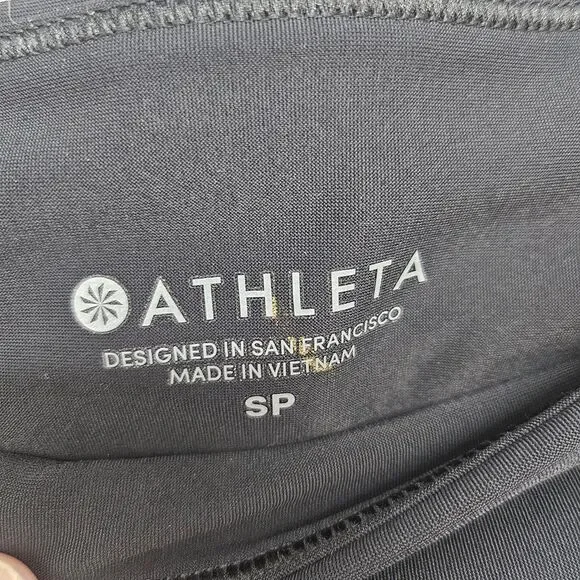 ATHLETA
DESIGNED IN SAN FRANCISCO
MADE IN VIETNAM
SP